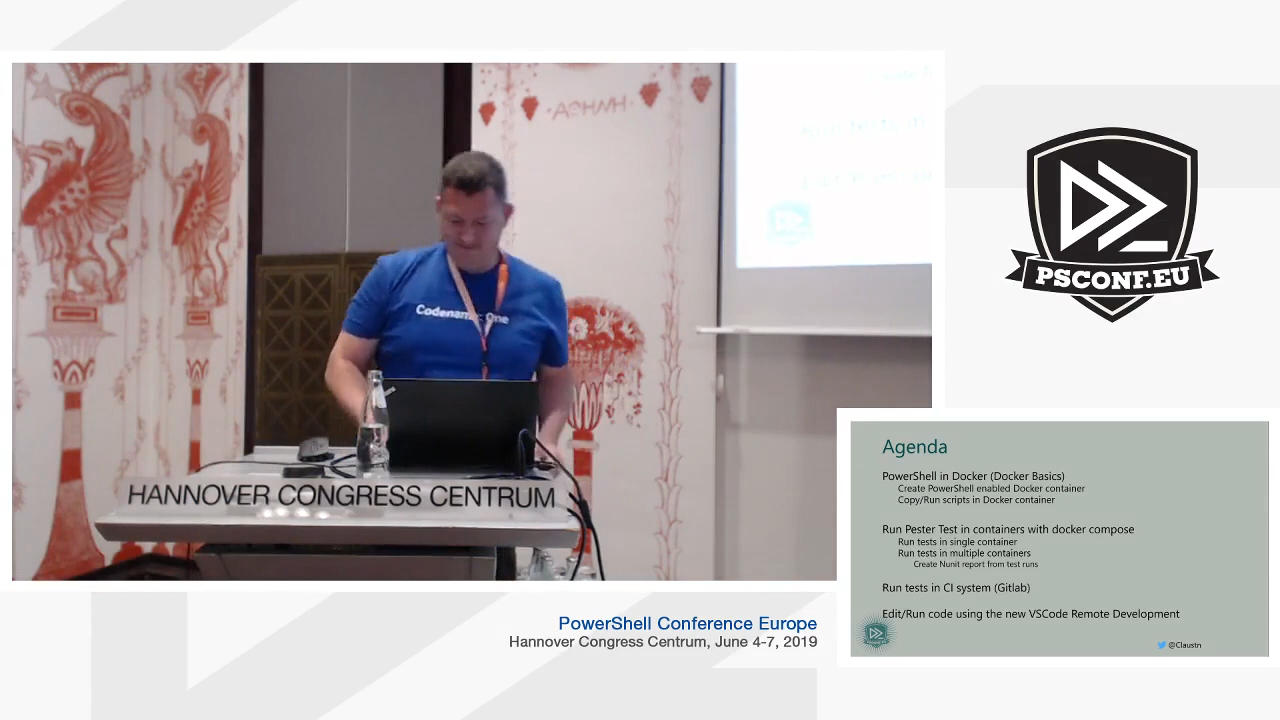 Codename: One
HANNOVER CONGRESS CENTRUM
PSCONF.EU
Agenda
PowerShell in Docker (Docker Basics)
Create PowerShell enabled Docker container
Copy/Run scripts in Docker container
Run Pester Test in containers with docker compose
Run tests in single container
Run tests in multiple containers
Create Nunit report from test runs
Run tests in CI system (Gitlab)
Edit/Run code using the new VSCode Remote Development
@Claustn
PowerShell Conference Europe
Hannover Congress Centrum, June 4-7, 2019